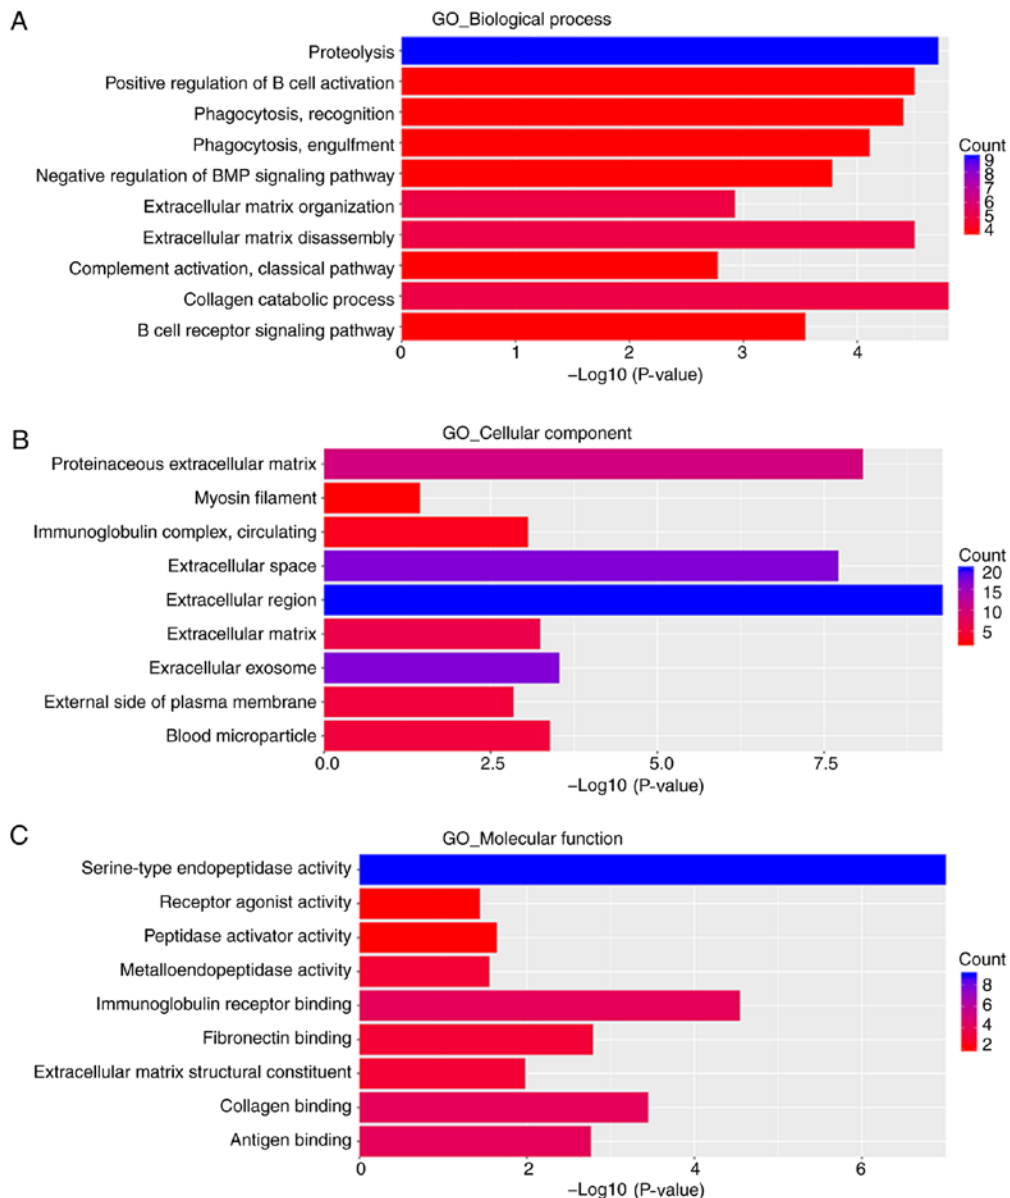 A
GO_Biological process
Proteolysis
Positive regulation of B cell activation
Phagocytosis, recognition
Phagocytosis, engulfment
Negative regulation of BMP signaling pathway
Extracellular matrix organization
Extracellular matrix disassembly
Complement activation, classical pathway
Collagen catabolic process
B cell receptor signaling pathway
0 1 2 3 4
−Log10 (P-value)
Count
9
8
7
6
5
4
B
GO_Cellular component
Proteinaceous extracellular matrix
Myosin filament
Immunoglobulin complex, circulating
Extracellular space
Extracellular region
Extracellular matrix
Exracellular exosome
External side of plasma membrane
Blood microparticle
0.0 2.5 5.0 7.5
−Log10 (P-value)
Count
20
15
10
5
C
GO_Molecular function
Serine-type endopeptidase activity
Receptor agonist activity
Peptidase activator activity
Metalloendopeptidase activity
Immunoglobulin receptor binding
Fibronectin binding
Extracellular matrix structural constituent
Collagen binding
Antigen binding
0 2 4 6
−Log10 (P-value)
Count
8
6
4
2